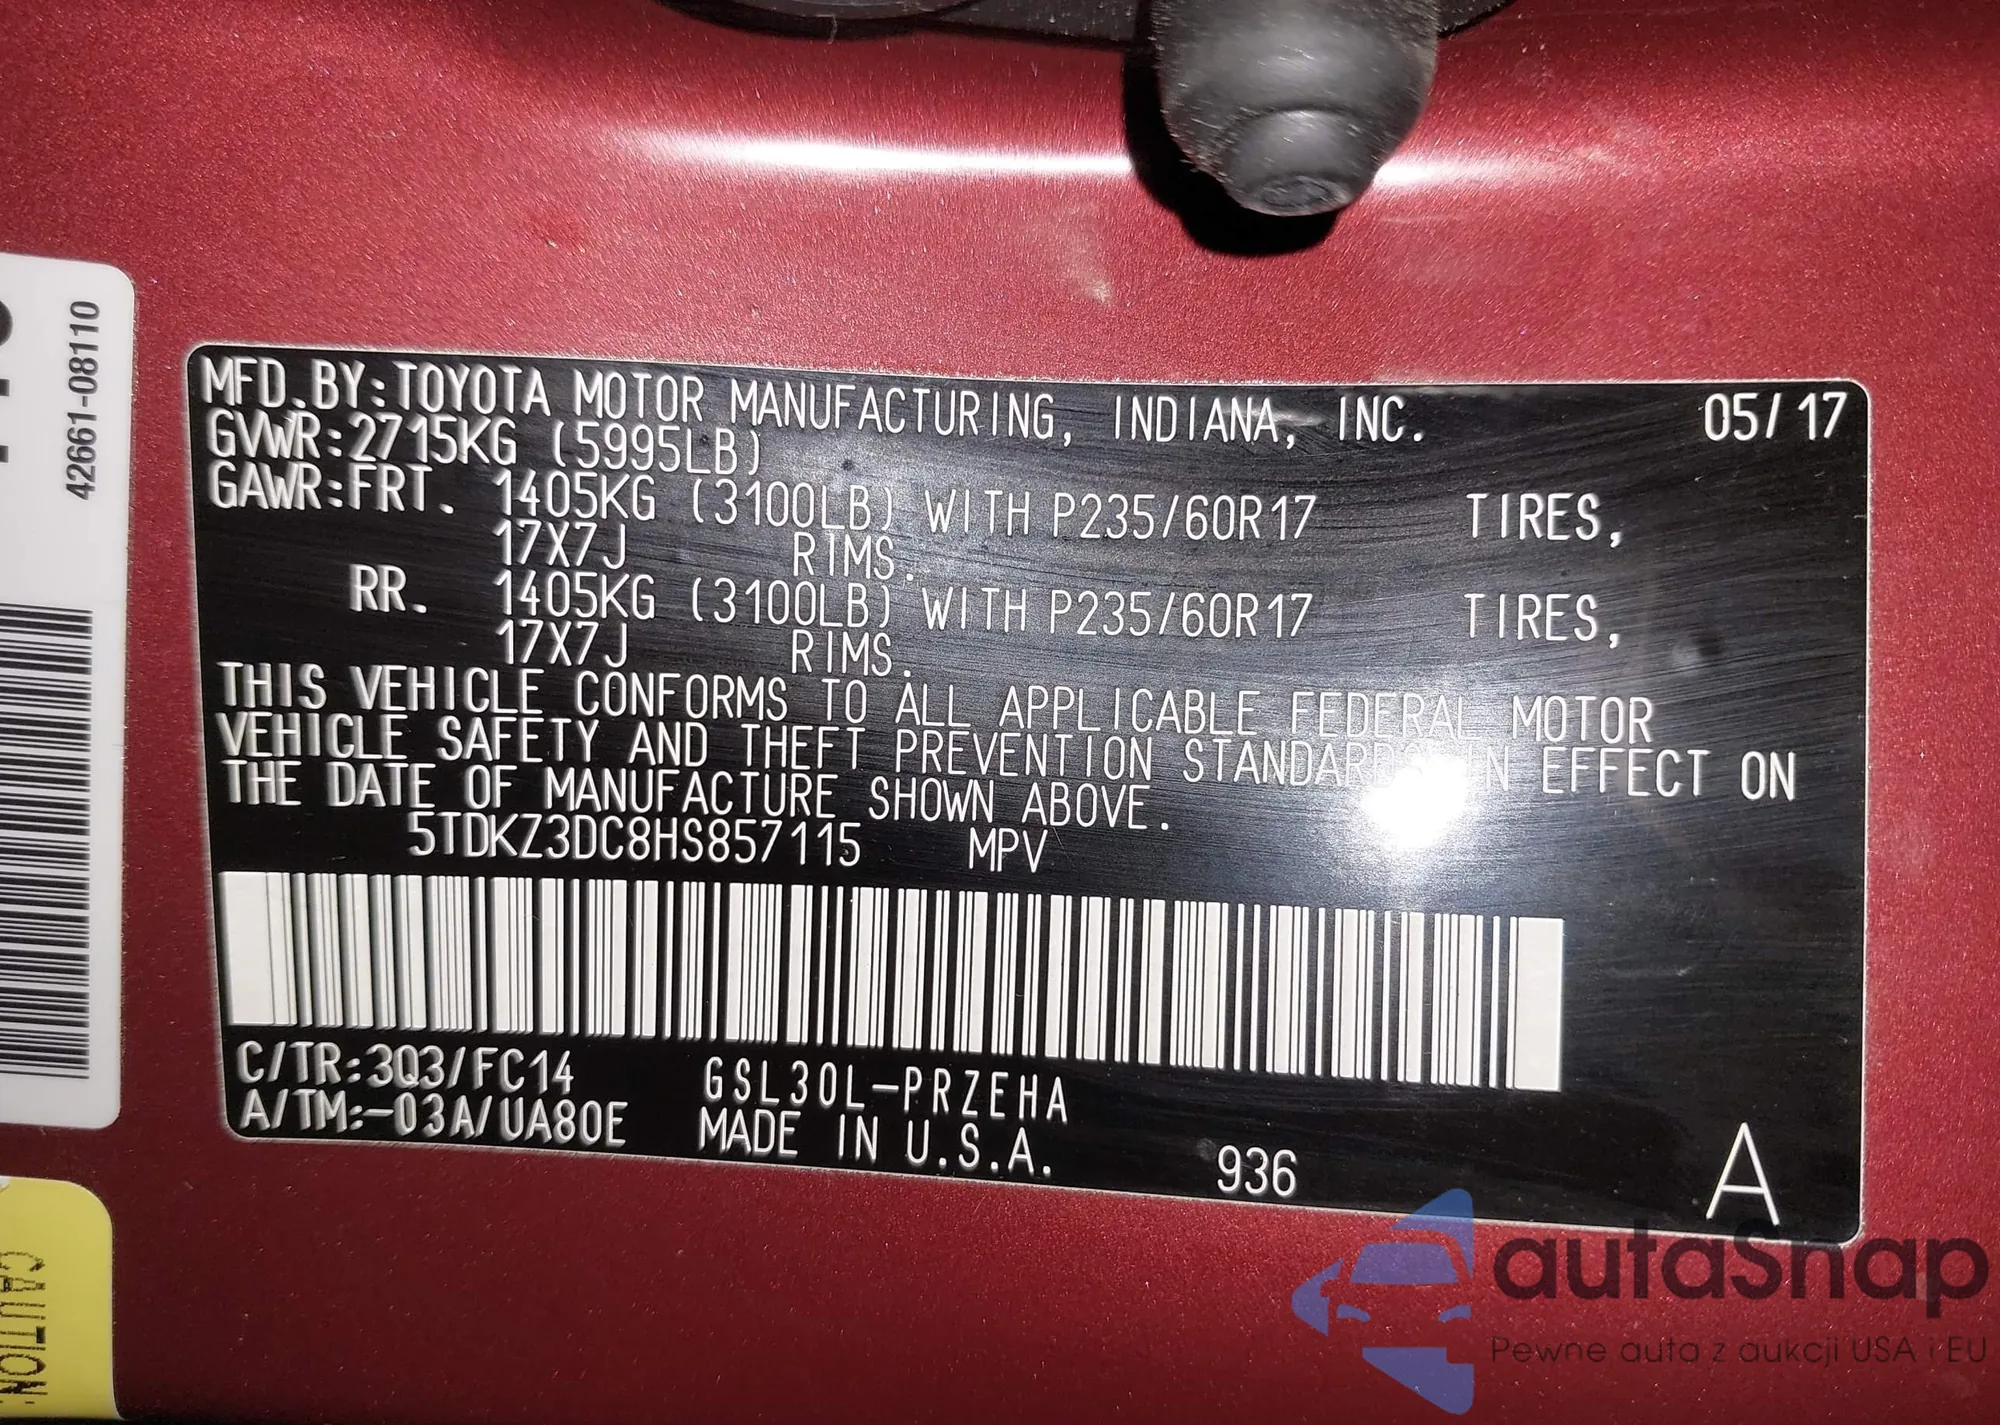 42661-08110
MFD.BY:TOYOTA MOTOR MANUFACTURING, INDIANA, INC. 05/17
GVWR:2715KG (5995LB)
GAWR:FRT. 1405KG (3100LB) WITH P235/60R17 TIRES,
17X7J RIMS.
RR. 1405KG (3100LB) WITH P235/60R17 TIRES,
17X7J RIMS.
THIS VEHICLE CONFORMS TO ALL APPLICABLE FEDERAL MOTOR
VEHICLE SAFETY AND THEFT PREVENTION STANDARDS IN EFFECT ON
THE DATE OF MANUFACTURE SHOWN ABOVE.
5TDKZ3DC8HS857115 MPV
C/TR:3Q3/FC14 GSL30L-PRZEHA
A/TM:-03A/UA80E MADE IN U.S.A. 936 A
CAUTION:
autaSnap
Pewne auta z aukcji USA i EU